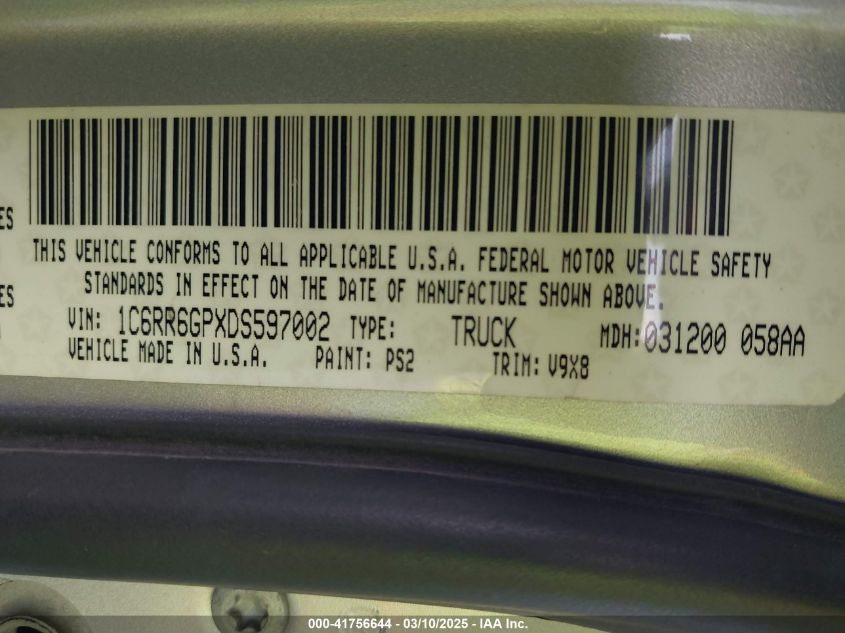 ES
THIS VEHICLE CONFORMS TO ALL APPLICABLE U.S.A. FEDERAL MOTOR VEHICLE SAFETY
ES
STANDARDS IN EFFECT ON THE DATE OF MANUFACTURE SHOWN ABOVE.
VIN: 1C6RR6GPXDS597002 TYPE: TRUCK MDH:031200 058AA
VEHICLE MADE IN U.S.A. PAINT: PS2 TRIM: V9X8
000-41756644 - 03/10/2025 - IAA Inc.